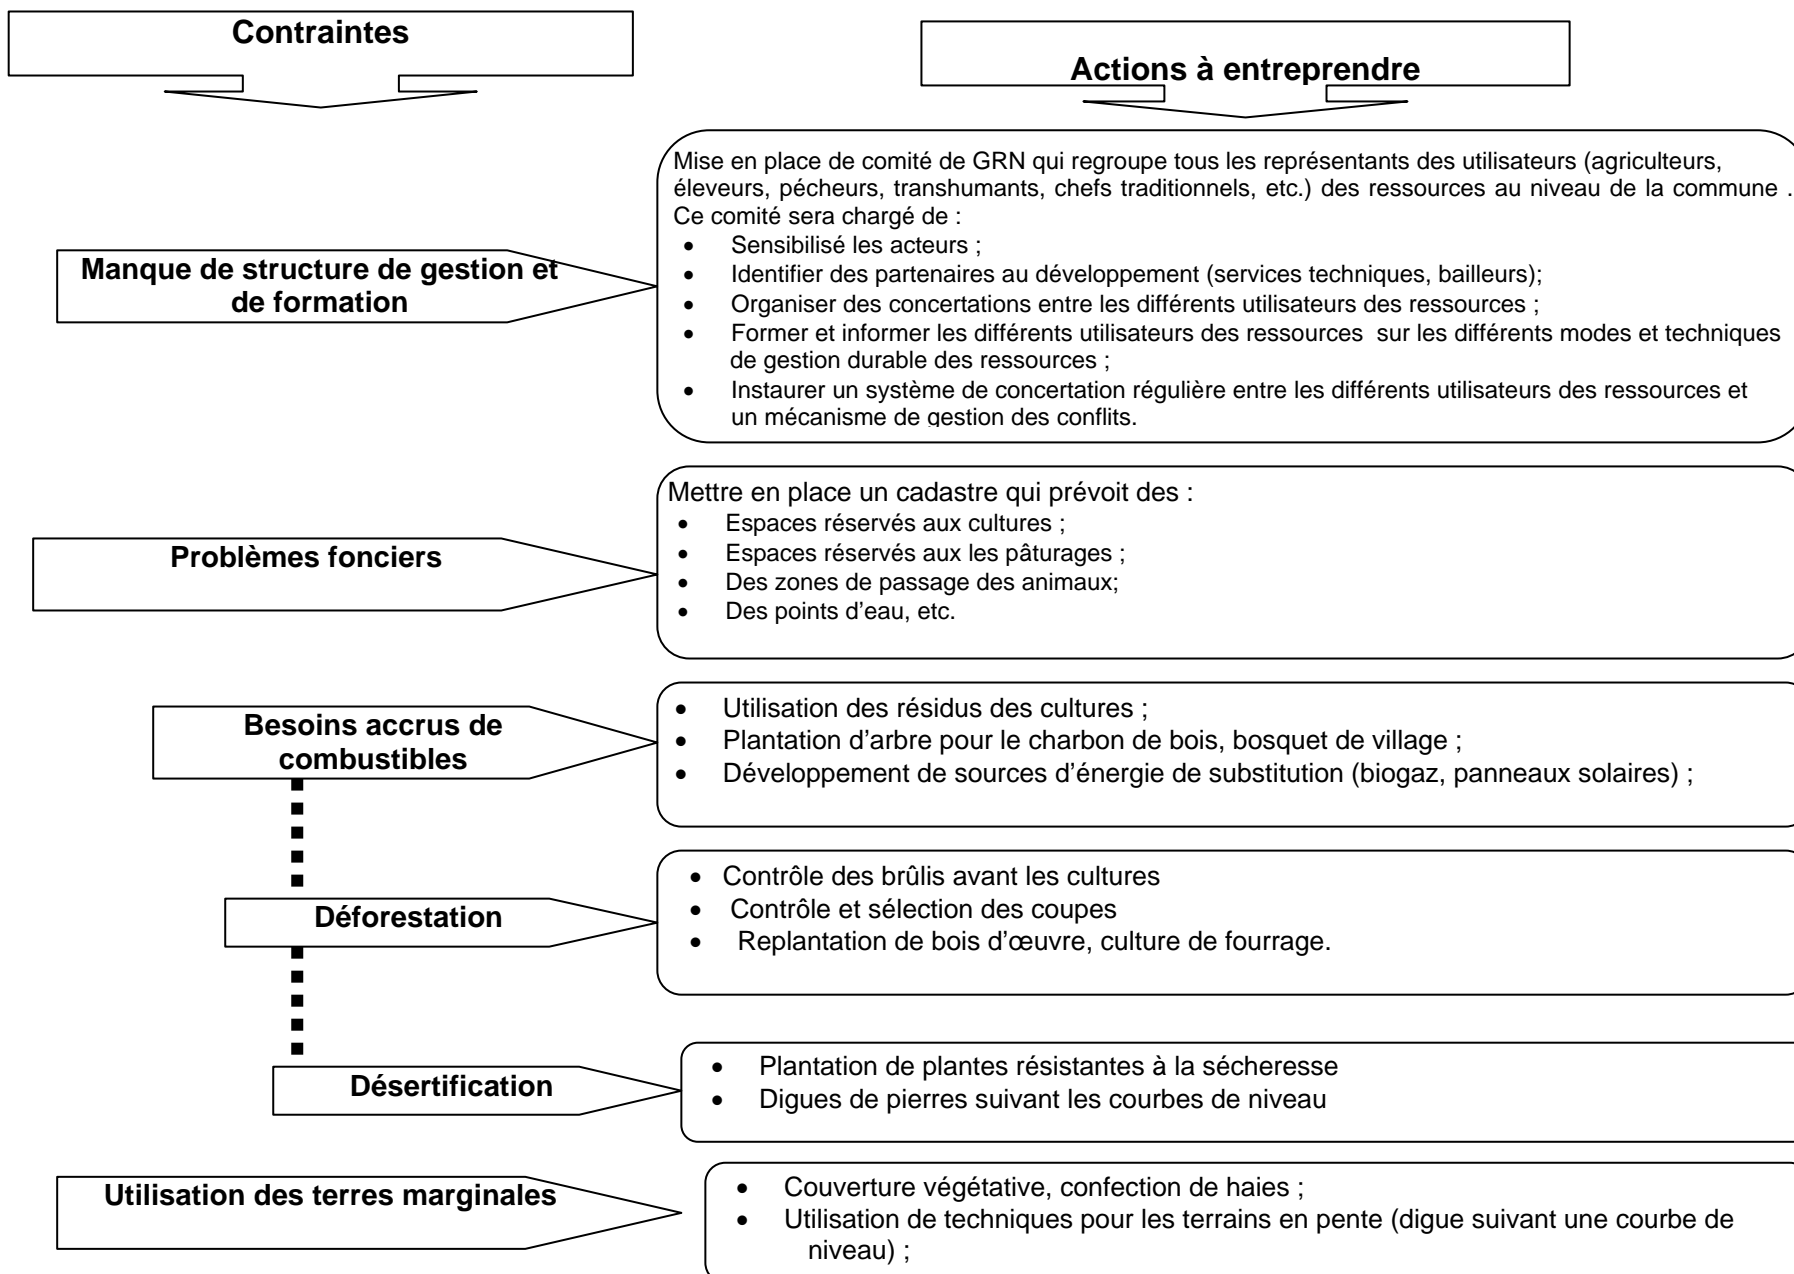 Contraintes
Actions à entreprendre
Manque de structure de gestion et
de formation
Mise en place de comité de GRN qui regroupe tous les représentants des utilisateurs (agriculteurs,
éleveurs, pécheurs, transhumants, chefs traditionnels, etc.) des ressources au niveau de la commune .
Ce comité sera chargé de :
• Sensibilisé les acteurs ;
• Identifier des partenaires au développement (services techniques, bailleurs);
• Organiser des concertations entre les différents utilisateurs des ressources ;
• Former et informer les différents utilisateurs des ressources sur les différents modes et techniques
de gestion durable des ressources ;
• Instaurer un système de concertation régulière entre les différents utilisateurs des ressources et
un mécanisme de gestion des conflits.
Problèmes fonciers
Mettre en place un cadastre qui prévoit des :
• Espaces réservés aux cultures ;
• Espaces réservés aux les pâturages ;
• Des zones de passage des animaux;
• Des points d'eau, etc.
Besoins accrus de
combustibles
• Utilisation des résidus des cultures ;
• Plantation d'arbre pour le charbon de bois, bosquet de village ;
• Développement de sources d'énergie de substitution (biogaz, panneaux solaires) ;
Déforestation
• Contrôle des brûlis avant les cultures
• Contrôle et sélection des coupes
• Replantation de bois d'œuvre, culture de fourrage.
Désertification
• Plantation de plantes résistantes à la sécheresse
• Digues de pierres suivant les courbes de niveau
Utilisation des terres marginales
• Couverture végétative, confection de haies ;
• Utilisation de techniques pour les terrains en pente (digue suivant une courbe de
niveau) ;